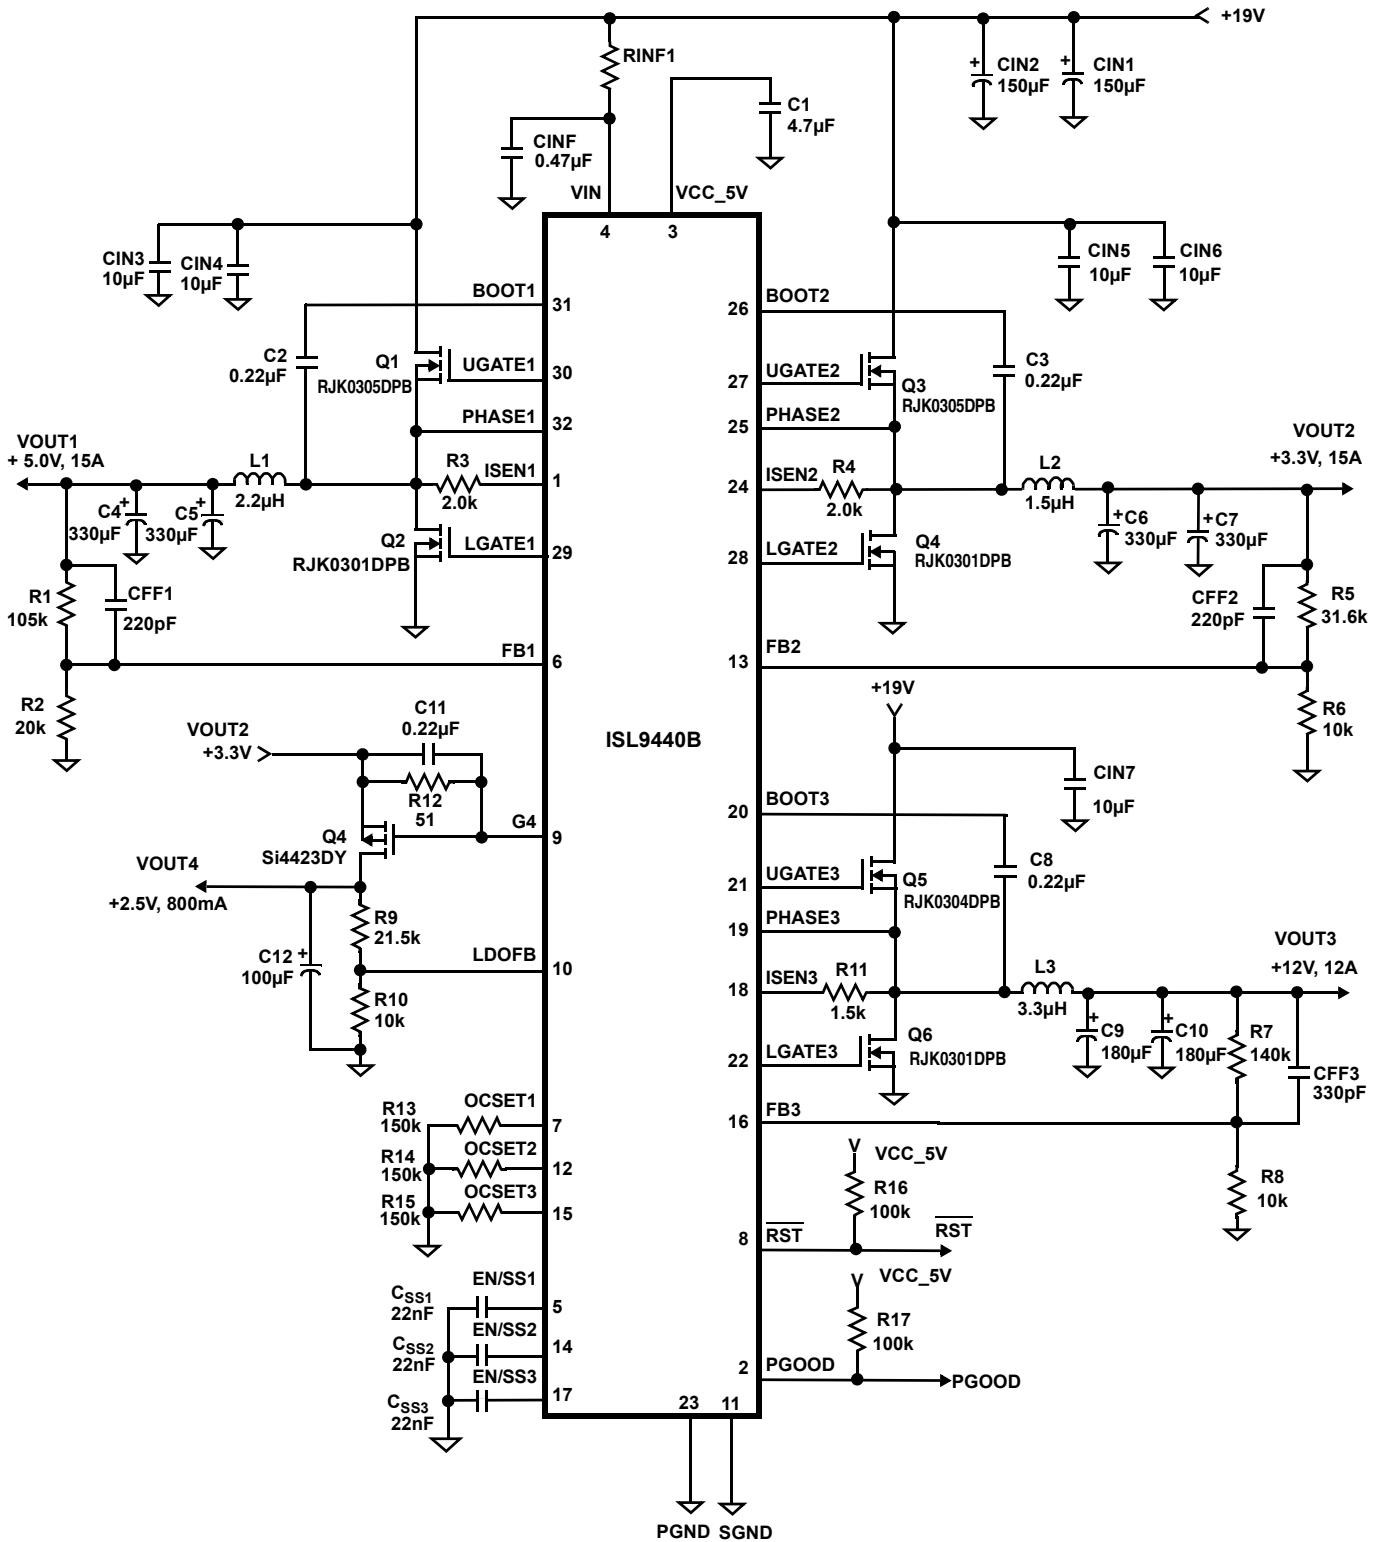 +19V
RINF1
CIN2
150µF
CIN1
150µF
C1
4.7µF
CINF
0.47µF
VIN
VCC_5V
4
3
CIN3
10µF
CIN4
10µF
CIN5
10µF
CIN6
10µF
BOOT1
31
26
BOOT2
C2
0.22µF
Q1
RJK0305DPB
UGATE1
30
27
UGATE2
Q3
RJK0305DPB
C3
0.22µF
PHASE1
32
25
PHASE2
VOUT1
+ 5.0V, 15A
L1
2.2µH
R3
2.0k
ISEN1
1
24
ISEN2
R4
2.0k
L2
1.5µH
VOUT2
+3.3V, 15A
C4
+
330µF
C5
+
330µF
Q2
RJK0301DPB
LGATE1
29
28
LGATE2
Q4
RJK0301DPB
+
C6
330µF
+
C7
330µF
R1
105k
CFF1
220pF
CFF2
220pF
R5
31.6k
FB1
6
13
FB2
R2
20k
R6
10k
ISL9440B
VOUT2
+3.3V
C11
0.22µF
R12
51
Q4
Si4423DY
G4
9
+19V
CIN7
10µF
20
BOOT3
C8
0.22µF
VOUT4
+2.5V, 800mA
21
UGATE3
Q5
RJK0304DPB
R9
21.5k
19
PHASE3
C12
+
100µF
LDOFB
10
R10
10k
18
ISEN3
R11
1.5k
L3
3.3µH
VOUT3
+12V, 12A
22
LGATE3
Q6
RJK0301DPB
+
C9
180µF
+
C10
180µF
R7
140k
CFF3
330pF
16
FB3
R8
10k
R13
150k
OCSET1
7
R14
150k
OCSET2
12
R15
150k
OCSET3
15
V
VCC_5V
R16
100k
8
RST
RST
V
VCC_5V
R17
100k
2
PGOOD
PGOOD
CSS1
22nF
EN/SS1
5
CSS2
22nF
EN/SS2
14
CSS3
22nF
EN/SS3
17
23
11
PGND
SGND